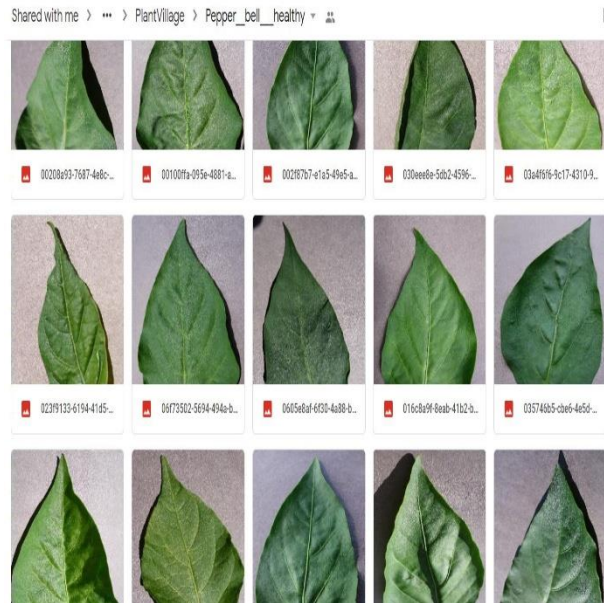 Shared with me > ••• > PlantVillage > Pepper__bell___healthy
00208a93-7687-4e8c-...
00100ffa-095e-4881-a...
002f87b7-e1a5-49e5-a...
030eee8e-5db2-4596-...
03a4f6f6-9c17-4310-9...
023f9133-6194-41d5-...
06f73502-5694-494a-b...
0605e8af-6f30-4a88-b...
016c8a9f-8eab-41b2-b...
035746b5-cbe6-4e5d-...